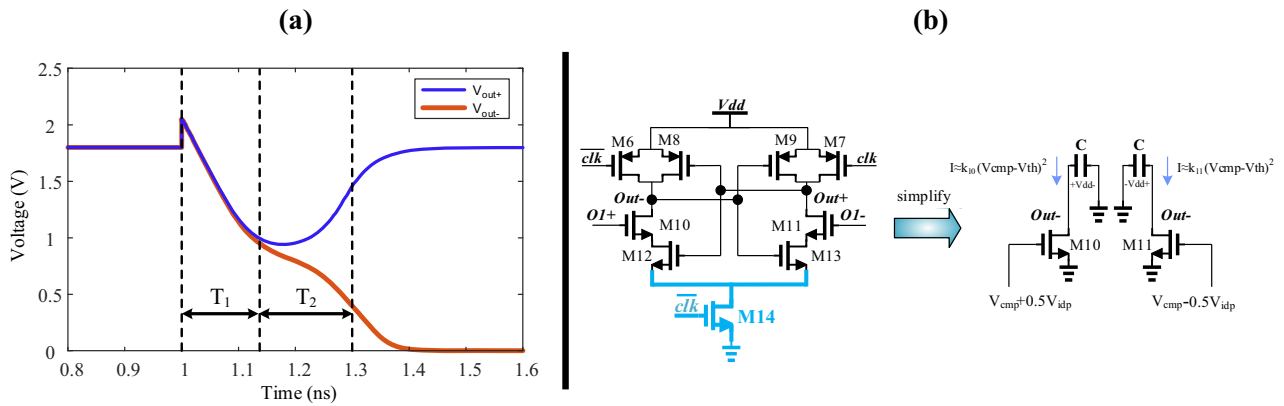 (a)
2.5
2
1.5
1
0.5
0
Voltage (V)
0.8 0.9 1 1.1 1.2 1.3 1.4 1.5 1.6
Time (ns)
Vout+
Vout-
T1
T2
(b)
Vdd
M6 M8 M9 M7
clk clk
Out- Out+
O1+ M10 M11 O1-
M12 M13
clk M14
simplify
C C
I≈k10(Vcmp-Vth)² +Vdd- -Vdd+ I≈k11(Vcmp-Vth)²
Out- Out-
M10 M11
Vcmp+0.5Vidp Vcmp-0.5Vidp